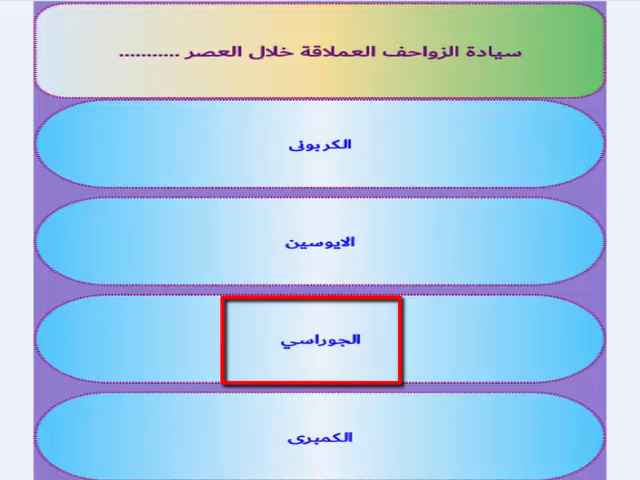 سيادة الزواحف العملاقة خلال العصر ...........
الكربونى
الايوسين
الجوراسي
الكمبرى